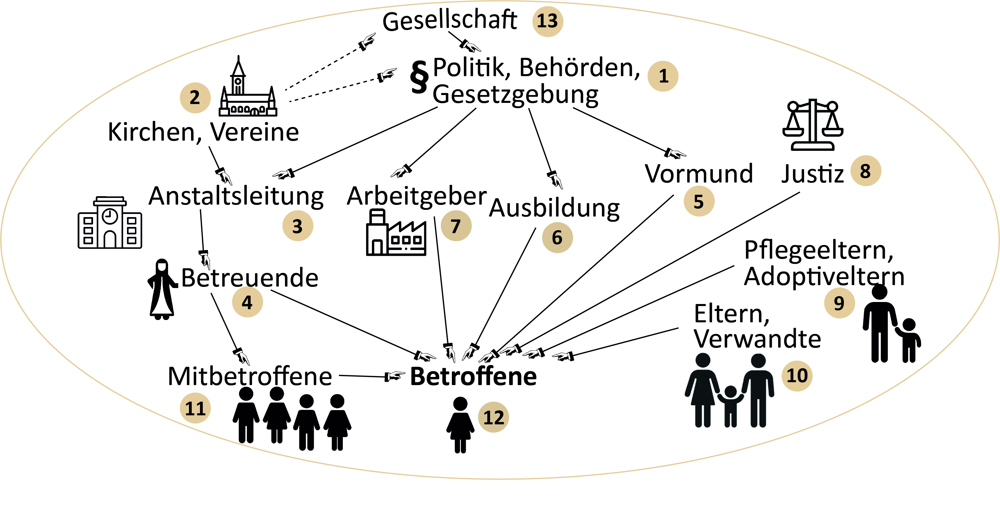 Gesellschaft 13
§ Politik, Behörden, 1
Gesetzgebung
2
Kirchen, Vereine
Vormund
5
Justiz 8
Anstaltsleitung
3
Arbeitgeber
7
Ausbildung
6
Pflegeeltern,
Adoptiveltern
9
Betreuende
4
Eltern,
Verwandte
10
Mitbetroffene
11
Betroffene
12